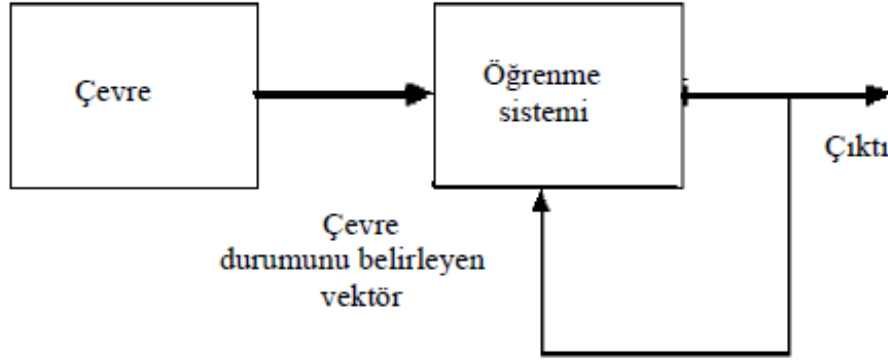 Çevre
Öğrenme
sistemi
Çıktı
Çevre
durumunu belirleyen
vektör